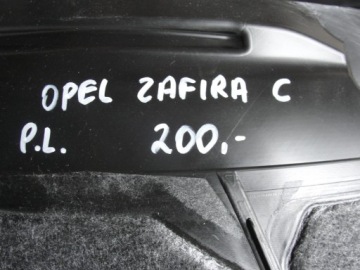 OPEL ZAFIRA C
P.L. 200,-